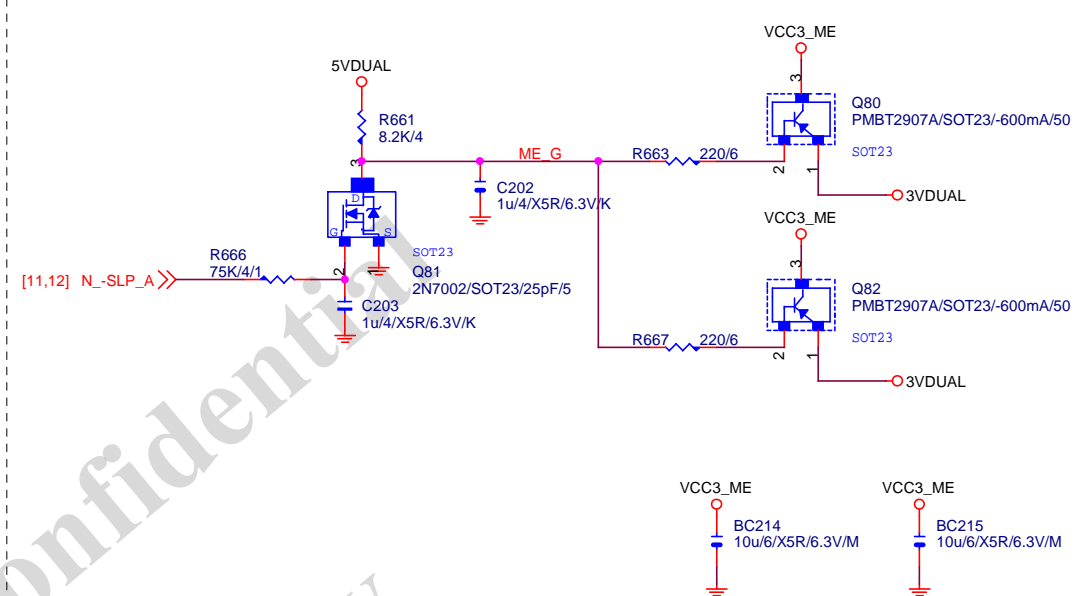 VCC3_ME
5VDUAL
3
Q80
PMBT2907A/SOT23/-600mA/50
SOT23
R661
8.2K/4
3
ME_G
R663 220/6
2
1
3VDUAL
C202
1u/4/X5R/6.3V/K
D
G
S
VCC3_ME
SOT23
Q81
2N7002/SOT23/25pF/5
2
1
[11,12] N_-SLP_A
R666
75K/4/1
C203
1u/4/X5R/6.3V/K
3
Q82
PMBT2907A/SOT23/-600mA/50
SOT23
R667 220/6
2
1
3VDUAL
VCC3_ME
VCC3_ME
BC214
10u/6/X5R/6.3V/M
BC215
10u/6/X5R/6.3V/M
onfidential